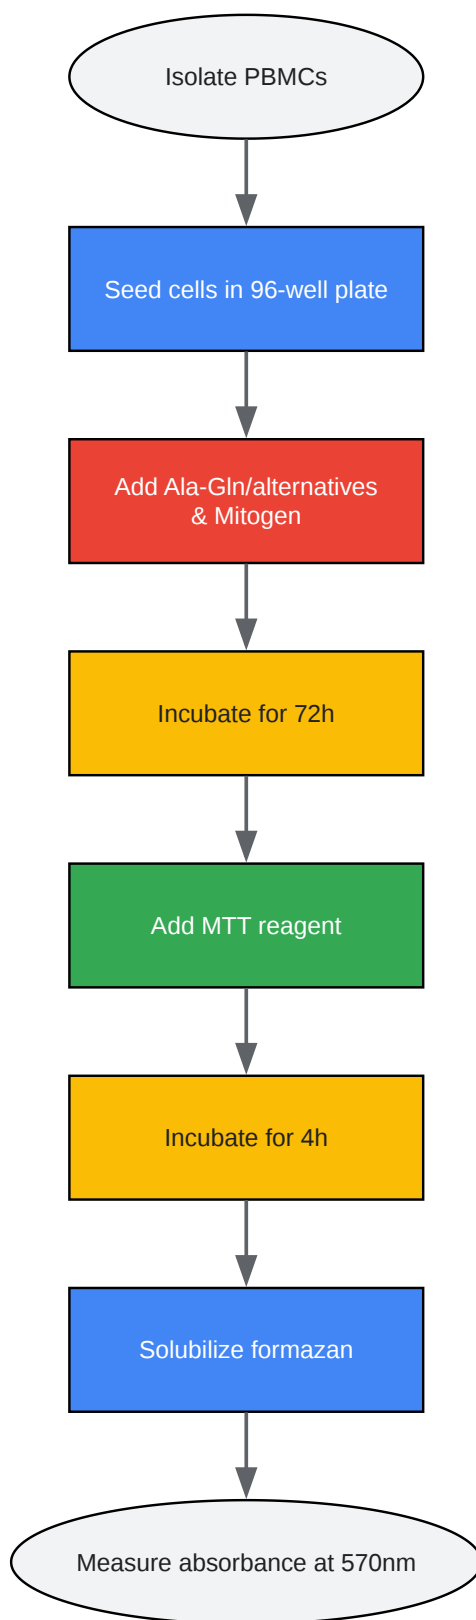 Isolate PBMCs
Seed cells in 96-well plate
Add Ala-Gln/alternatives
& Mitogen
Incubate for 72h
Add MTT reagent
Incubate for 4h
Solubilize formazan
Measure absorbance at 570nm